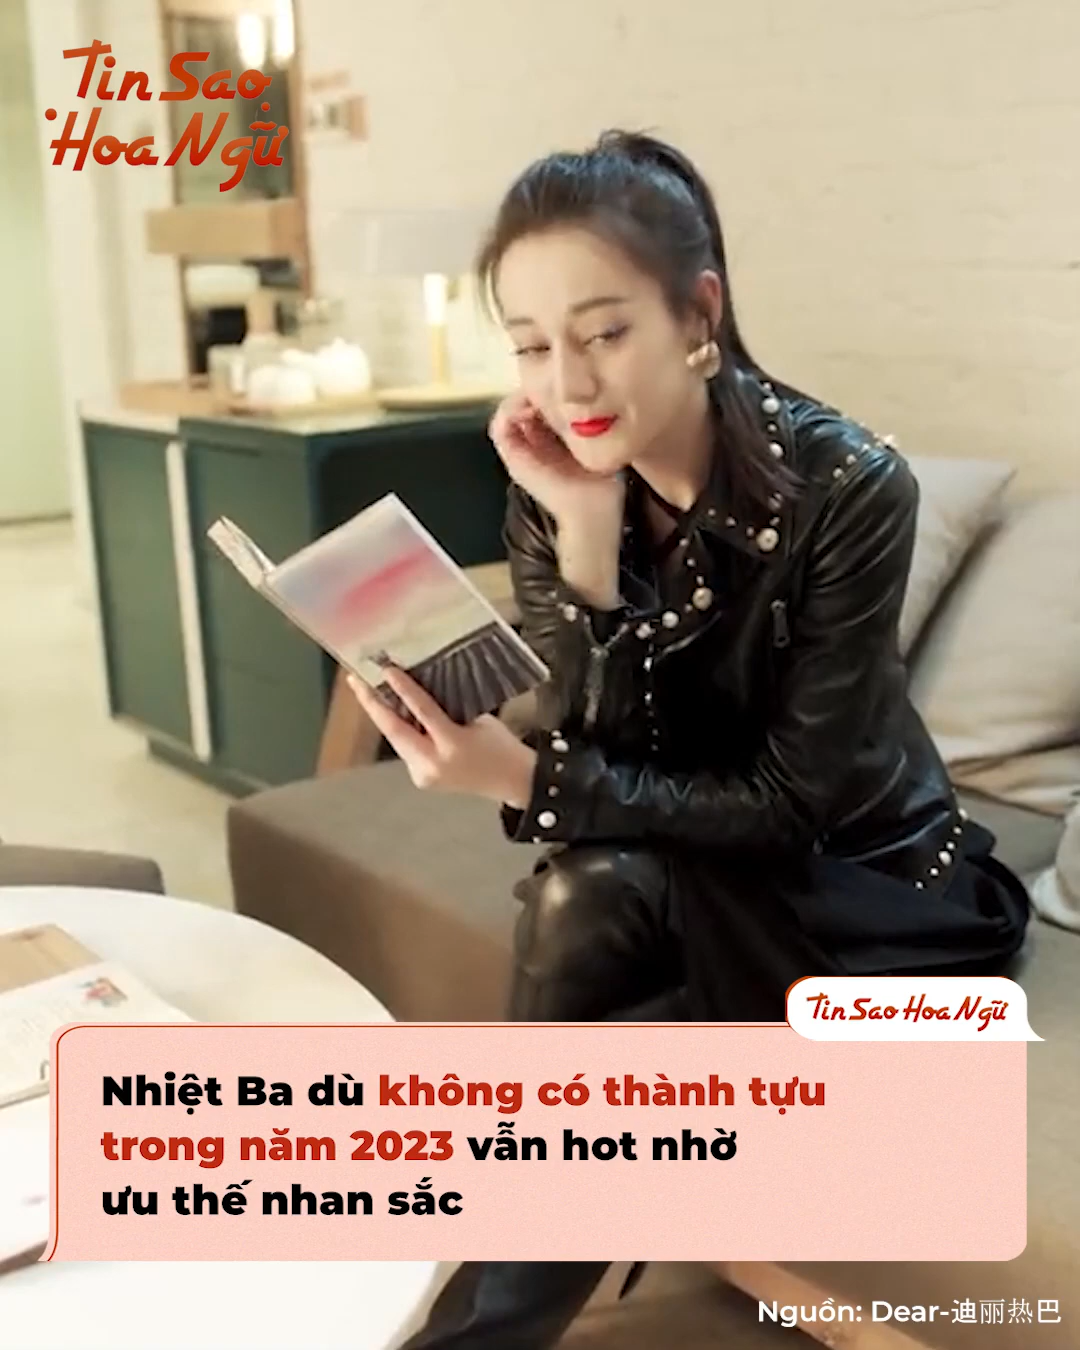 Tin Sao
Hoa Ngữ
Tin Sao Hoa Ngữ
Nhiệt Ba dù không có thành tựu
trong năm 2023 vẫn hot nhờ
ưu thế nhan sắc
Nguồn: Dear-迪丽热巴